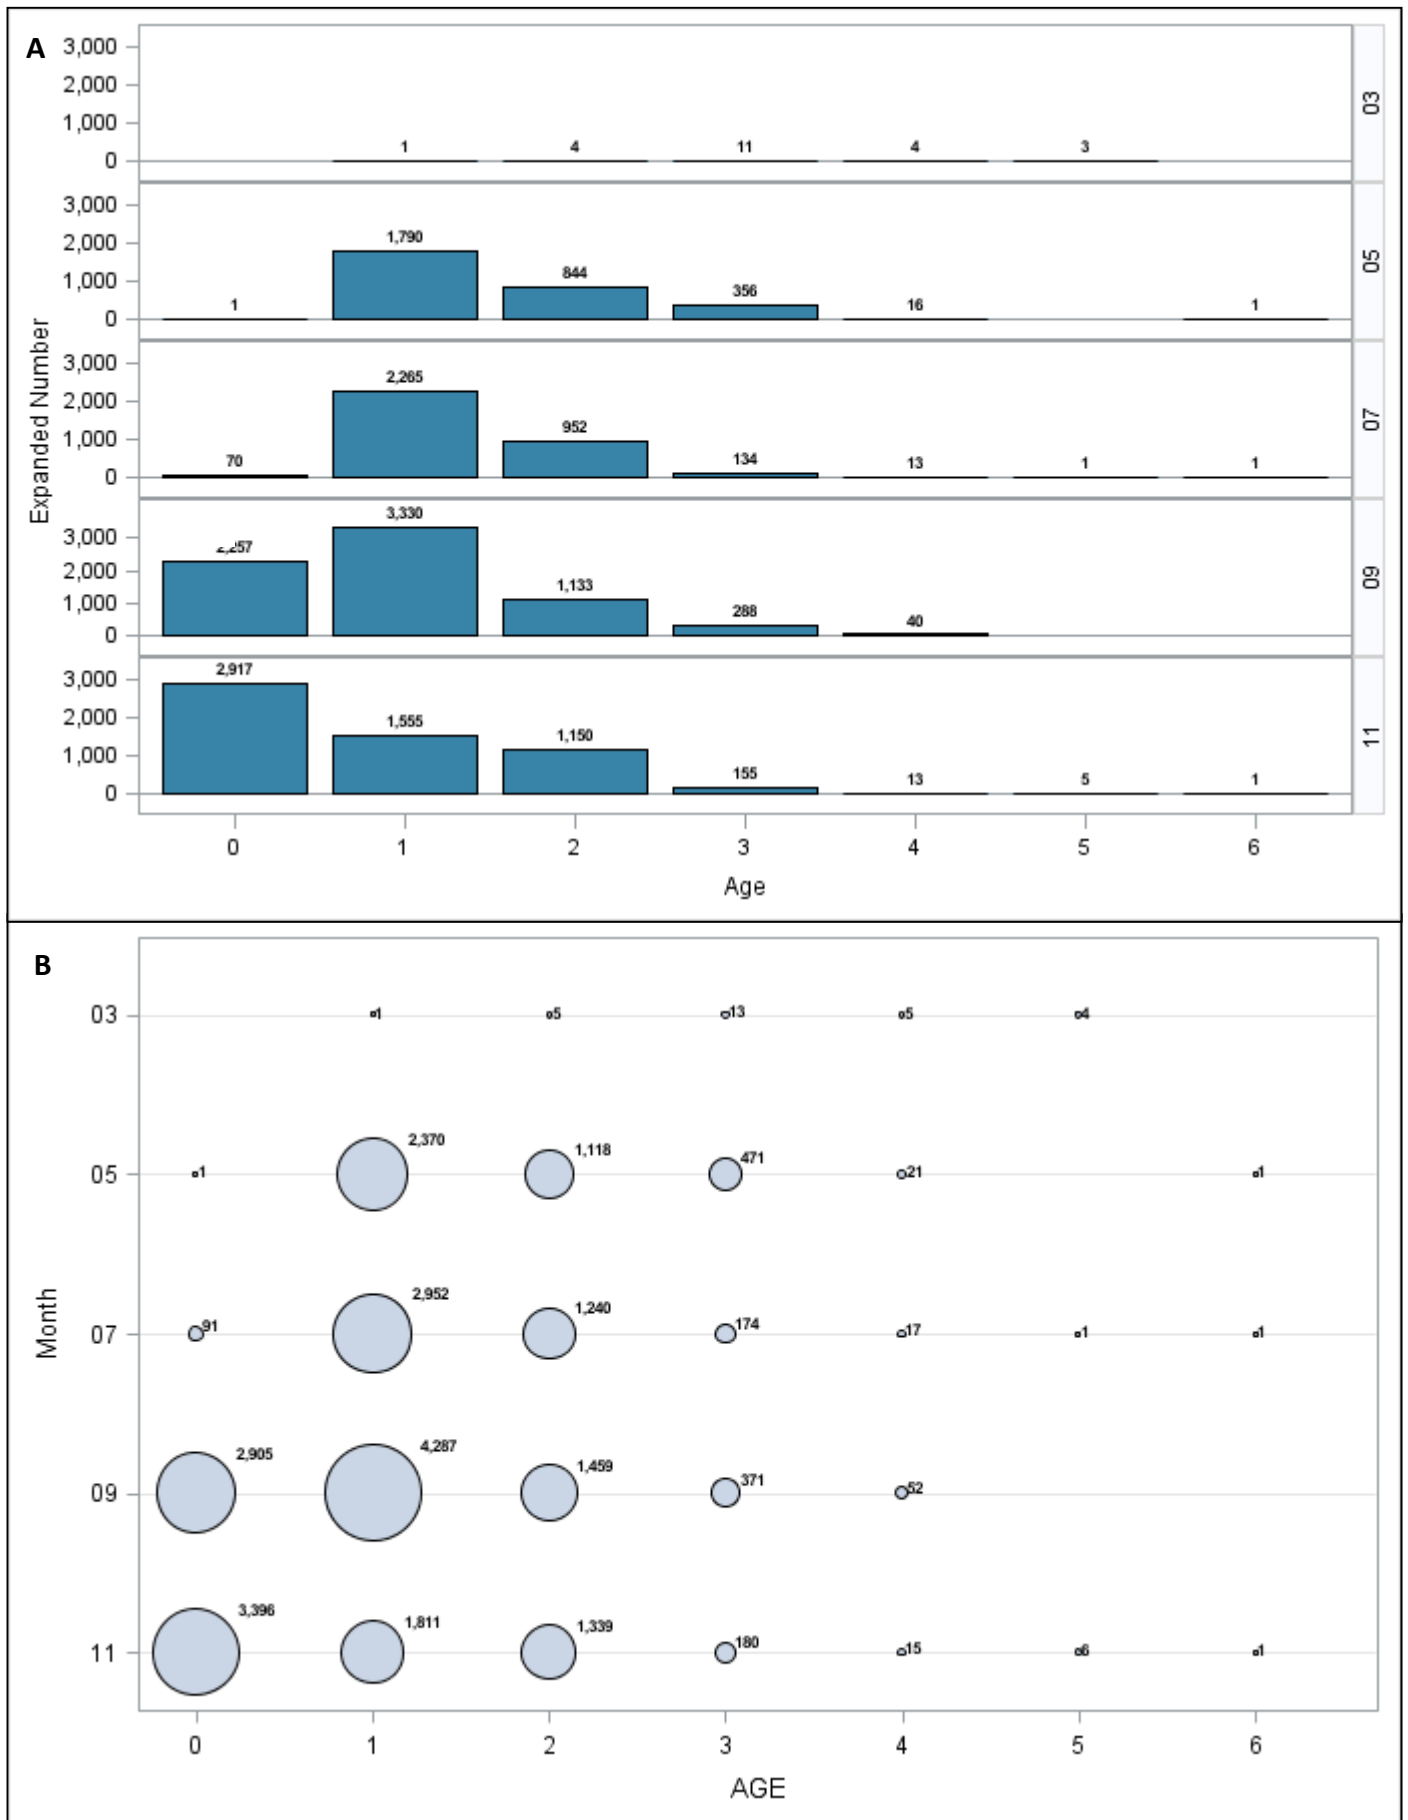 A
3,000
2,000
1,000
0
1 4 11 4 3
03
3,000
2,000
1,000
0
1 1,790 844 356 16 1
05
3,000
2,000
1,000
0
70 2,265 952 134 13 1 1
07
Expanded Number
3,000
2,000
1,000
0
3,330 1,133 288 40
09
3,000
2,000
1,000
0
2,917 1,555 1,150 155 13 5 1
11
0 1 2 3 4 5 6
Age
B
03 1 5 13 5 4
05 1 2,370 1,118 471 21 1
Month
07 91 2,952 1,240 174 17 1 1
09 2,905 4,287 1,459 371 52
11 3,396 1,811 1,339 180 15 6 1
0 1 2 3 4 5 6
AGE